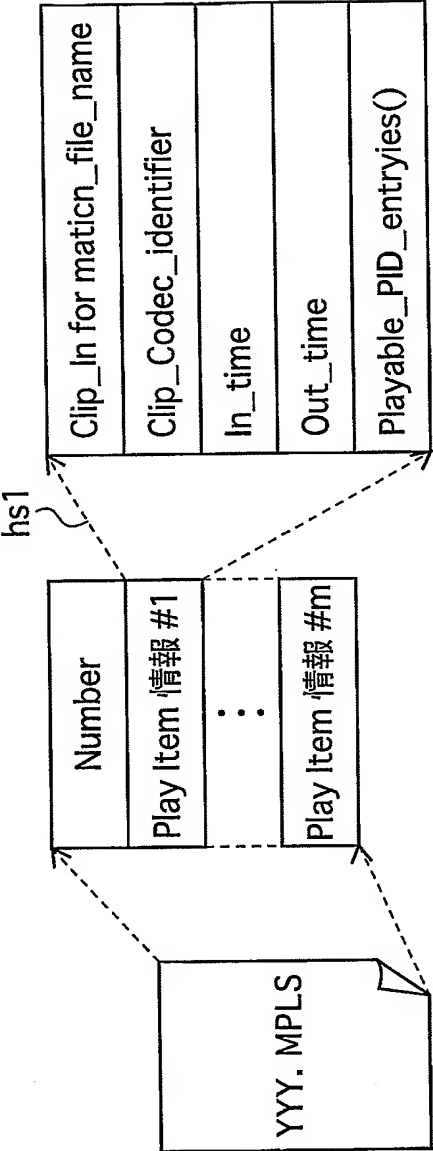 YYY. MPLS
Number
Play Item 情報 #1
Play Item 情報 #m
hs1
Clip_In for maticn_file_name
Clip_Codec_identifier
In_time
Out_time
Playable_PID_entryies()